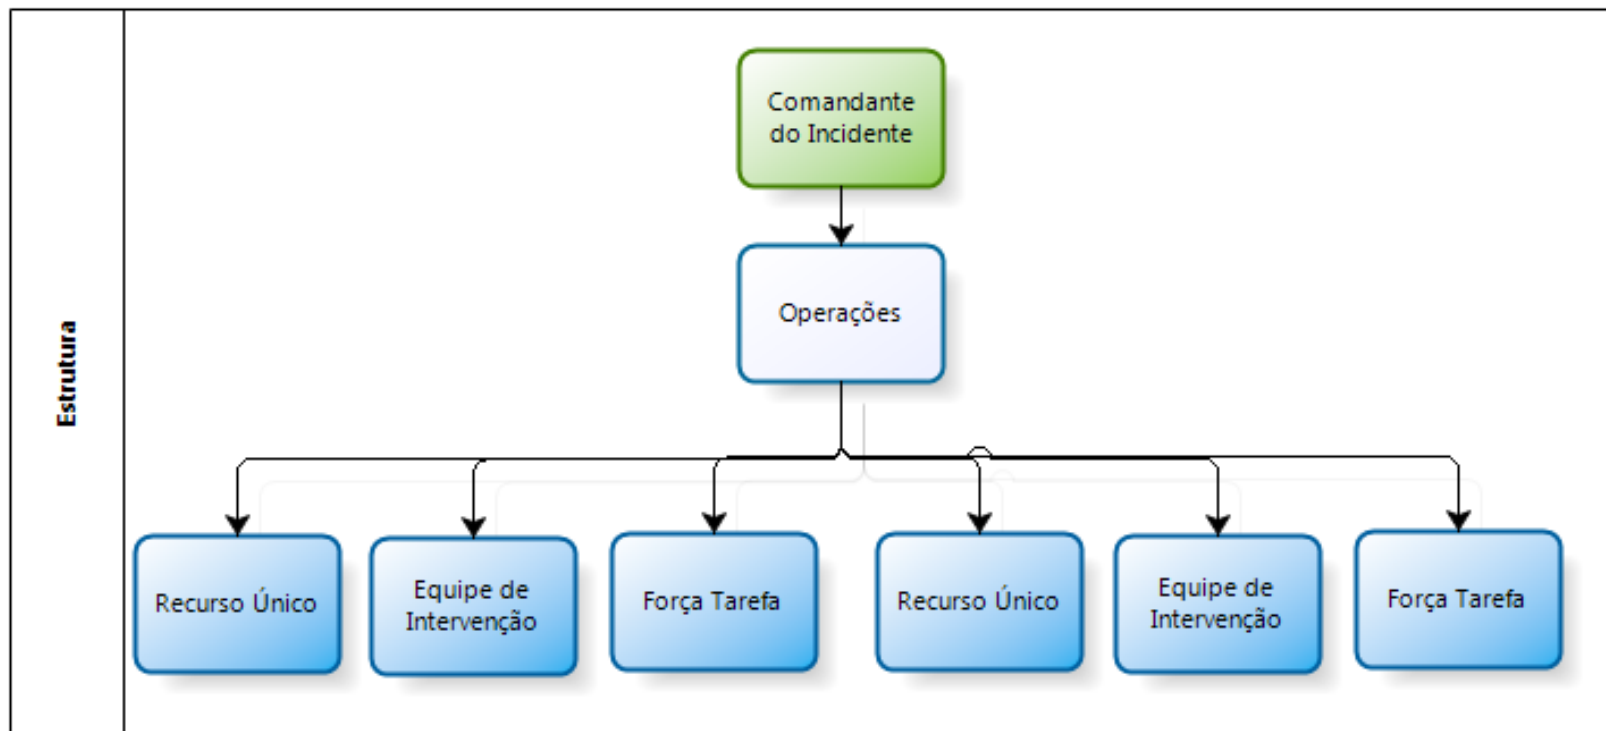 Estrutura
Comandante
do Incidente
Operações
Recurso Único
Equipe de
Intervenção
Força Tarefa
Recurso Único
Equipe de
Intervenção
Força Tarefa